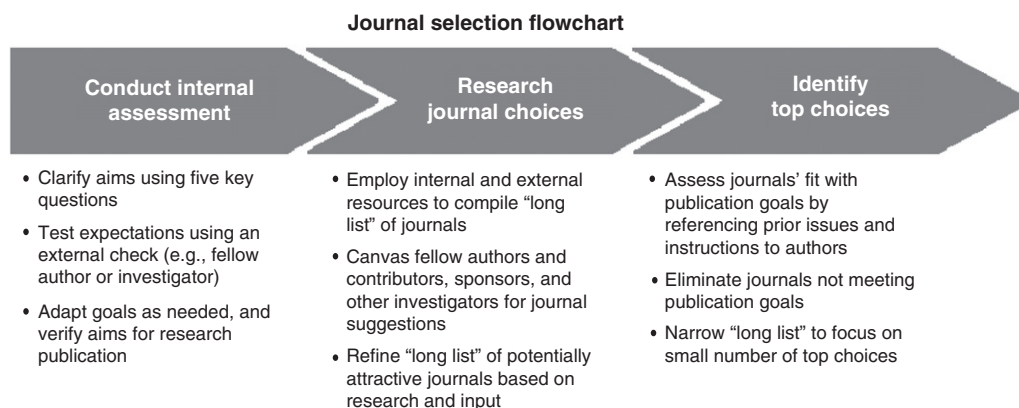 Journal selection flowchart
Conduct internal
assessment
Research
journal choices
Identify
top choices
• Clarify aims using five key
questions
• Test expectations using an
external check (e.g., fellow
author or investigator)
• Adapt goals as needed, and
verify aims for research
publication
• Employ internal and external
resources to compile “long
list” of journals
• Canvas fellow authors and
contributors, sponsors, and
other investigators for journal
suggestions
• Refine “long list” of potentially
attractive journals based on
research and input
• Assess journals’ fit with
publication goals by
referencing prior issues and
instructions to authors
• Eliminate journals not meeting
publication goals
• Narrow “long list” to focus on
small number of top choices